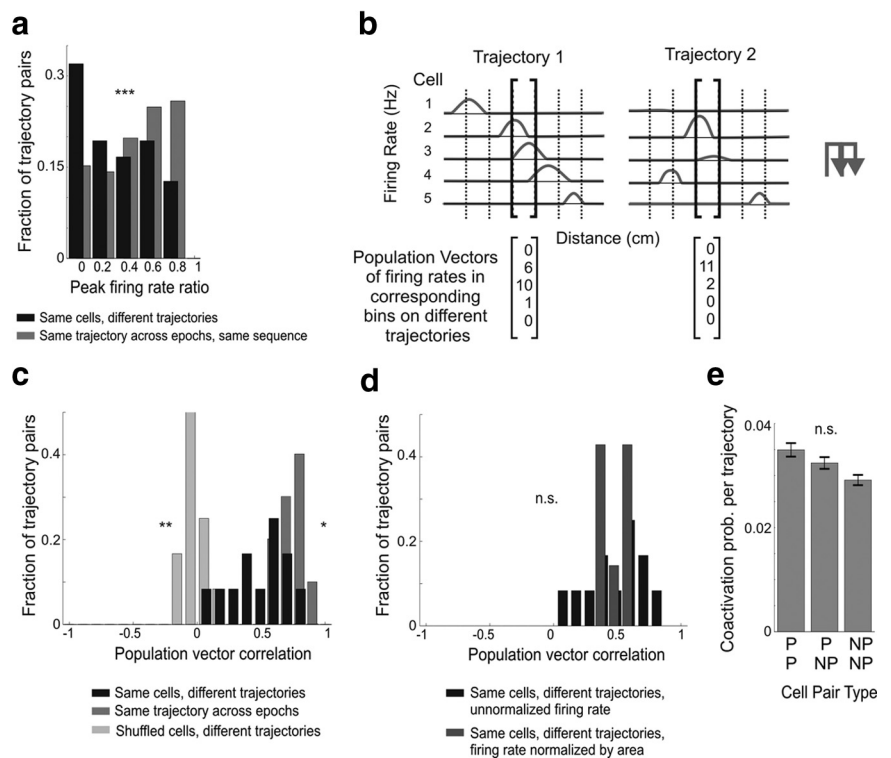 a
0.3
0.15
0
***
Fraction of trajectory pairs
0 0.2 0.4 0.6 0.8 1
Peak firing rate ratio
Same cells, different trajectories
Same trajectory across epochs, same sequence
b
Trajectory 1
Trajectory 2
Cell
1
2
3
4
5
Firing Rate (Hz)
Distance (cm)
Population Vectors
of firing rates in
corresponding
bins on different
trajectories
0
6
10
1
0
0
11
2
0
0
c
Fraction of trajectory pairs
0.4
0.2
0
**
*
-1 -0.5 0 0.5 1
Population vector correlation
Same cells, different trajectories
Same trajectory across epochs
Shuffled cells, different trajectories
d
Fraction of trajectory pairs
0.4
0.2
0
n.s.
-1 -0.5 0 0.5 1
Population vector correlation
Same cells, different trajectories,
unnormalized firing rate
Same cells, different trajectories,
firing rate normalized by area
e
Coactivation prob. per trajectory
0.04
0.02
0
n.s.
P P NP
P NP NP
Cell Pair Type